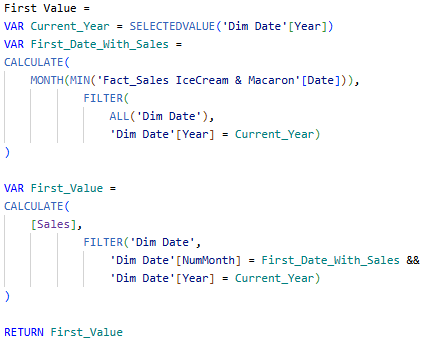 First Value =
VAR Current_Year = SELECTEDVALUE('Dim Date'[Year])
VAR First_Date_With_Sales =
CALCULATE(
MONTH(MIN('Fact_Sales IceCream & Macaron'[Date])),
FILTER(
ALL('Dim Date'),
'Dim Date'[Year] = Current_Year)
)
VAR First_Value =
CALCULATE(
[Sales],
FILTER('Dim Date',
'Dim Date'[NumMonth] = First_Date_With_Sales &&
'Dim Date'[Year] = Current_Year)
)
RETURN First_Value